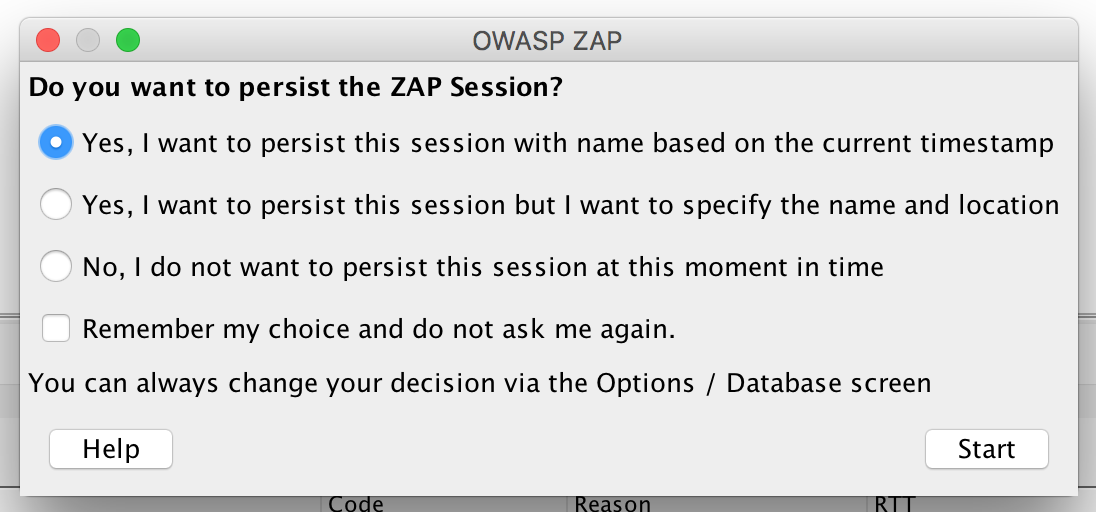 OWASP ZAP
Do you want to persist the ZAP Session?
Yes, I want to persist this session with name based on the current timestamp
Yes, I want to persist this session but I want to specify the name and location
No, I do not want to persist this session at this moment in time
Remember my choice and do not ask me again.
You can always change your decision via the Options / Database screen
Help Start
Code Reason RTT